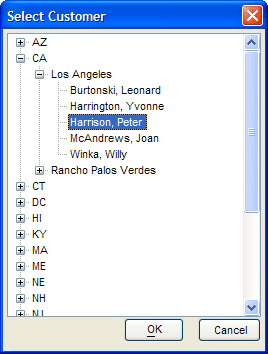 Select Customer
AZ
CA
Los Angeles
Burtonski, Leonard
Harrington, Yvonne
Harrison, Peter
McAndrews, Joan
Winka, Willy
Rancho Palos Verdes
CT
DC
HI
KY
MA
ME
NE
NH
NJ
OK
Cancel